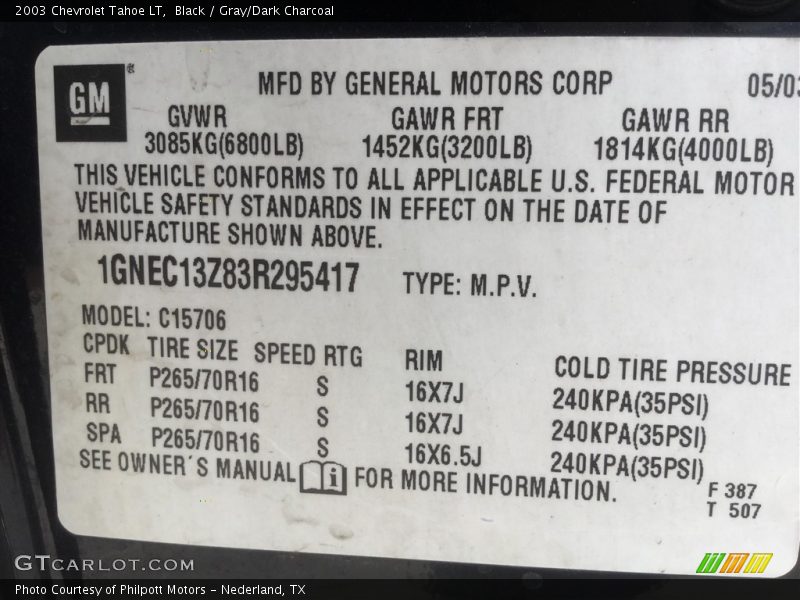 2003 Chevrolet Tahoe LT, Black / Gray/Dark Charcoal
GM®
MFD BY GENERAL MOTORS CORP 05/03
GVWR GAWR FRT GAWR RR
3085KG(6800LB) 1452KG(3200LB) 1814KG(4000LB)
THIS VEHICLE CONFORMS TO ALL APPLICABLE U.S. FEDERAL MOTOR
VEHICLE SAFETY STANDARDS IN EFFECT ON THE DATE OF
MANUFACTURE SHOWN ABOVE.
1GNEC13Z83R295417 TYPE: M.P.V.
MODEL: C15706
CPDK TIRE SIZE SPEED RTG RIM COLD TIRE PRESSURE
FRT P265/70R16 S 16X7J 240KPA(35PSI)
RR P265/70R16 S 16X7J 240KPA(35PSI)
SPA P265/70R16 S 16X6.5J 240KPA(35PSI)
SEE OWNER'S MANUAL i FOR MORE INFORMATION.
F 387
T 507
GTCARLOT.COM
Photo Courtesy of Philpott Motors - Nederland, TX